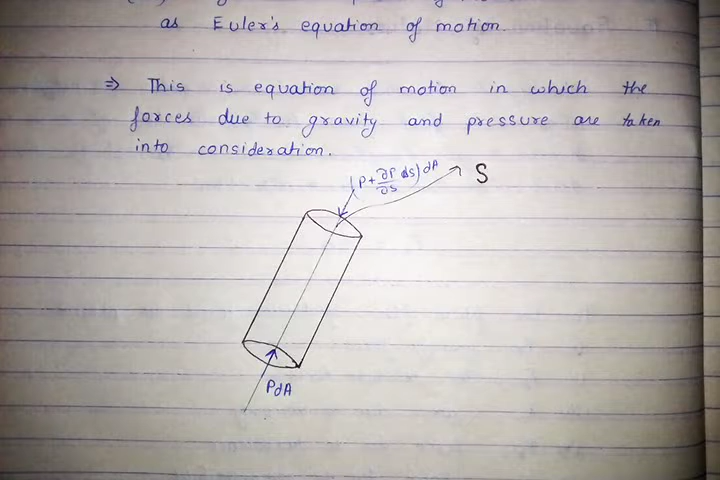 as Euler's equation of motion.
⇒ This is equation of motion in which the
forces due to gravity and pressure are taken
into consideration.
(P+∂P/∂S ds) dA
S
PdA